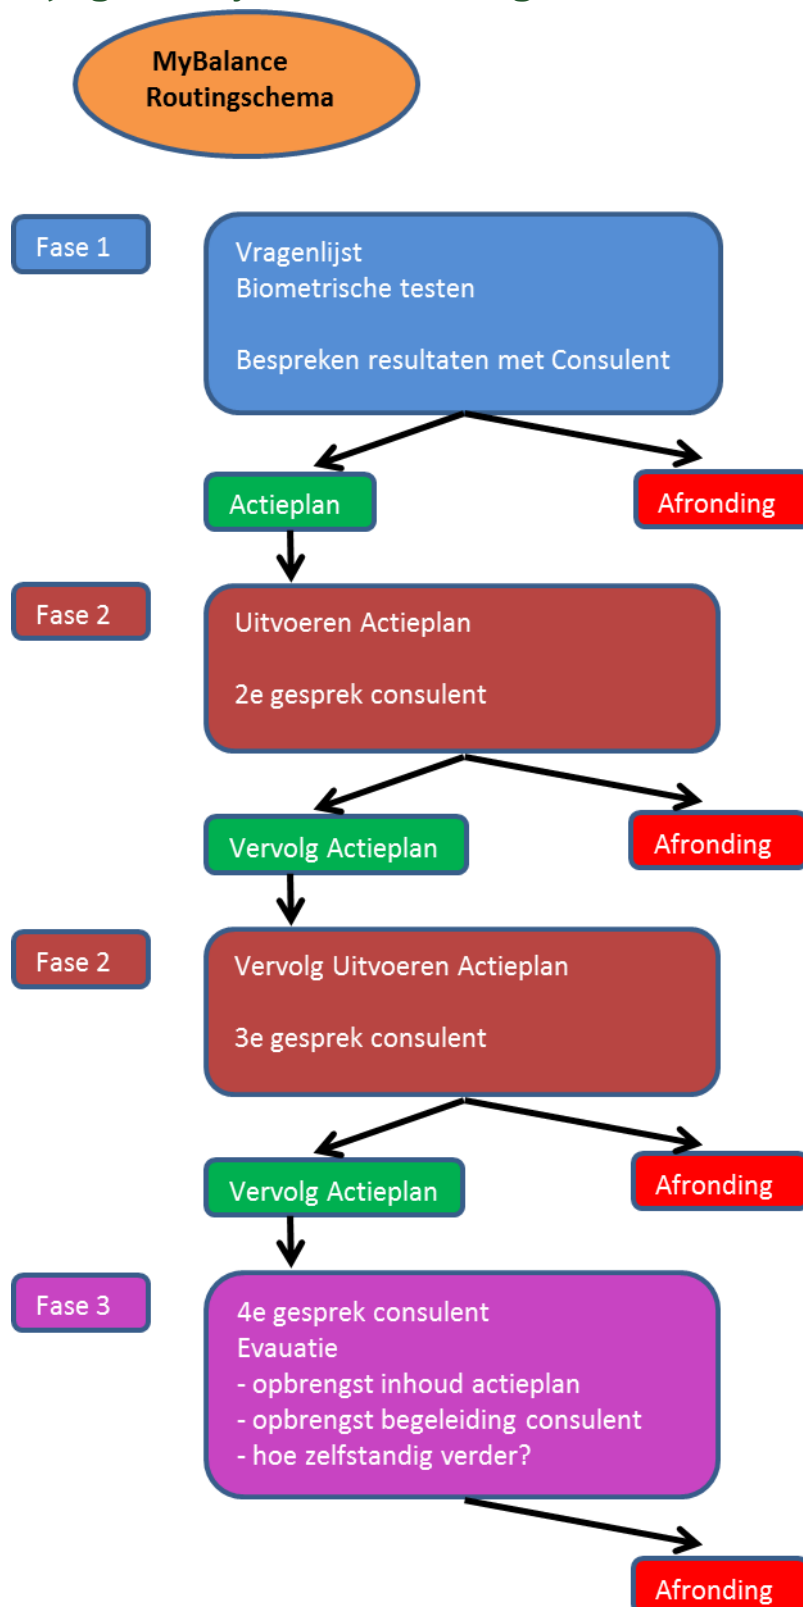 MyBalance
Routingschema
Fase 1
Vragenlijst
Biometrische testen
Bespreken resultaten met Consulent
Actieplan
Afronding
Fase 2
Uitvoeren Actieplan
2e gesprek consulent
Vervolg Actieplan
Afronding
Fase 2
Vervolg Uitvoeren Actieplan
3e gesprek consulent
Vervolg Actieplan
Afronding
Fase 3
4e gesprek consulent
Evauatie
- opbrengst inhoud actieplan
- opbrengst begeleiding consulent
- hoe zelfstandig verder?
Afronding